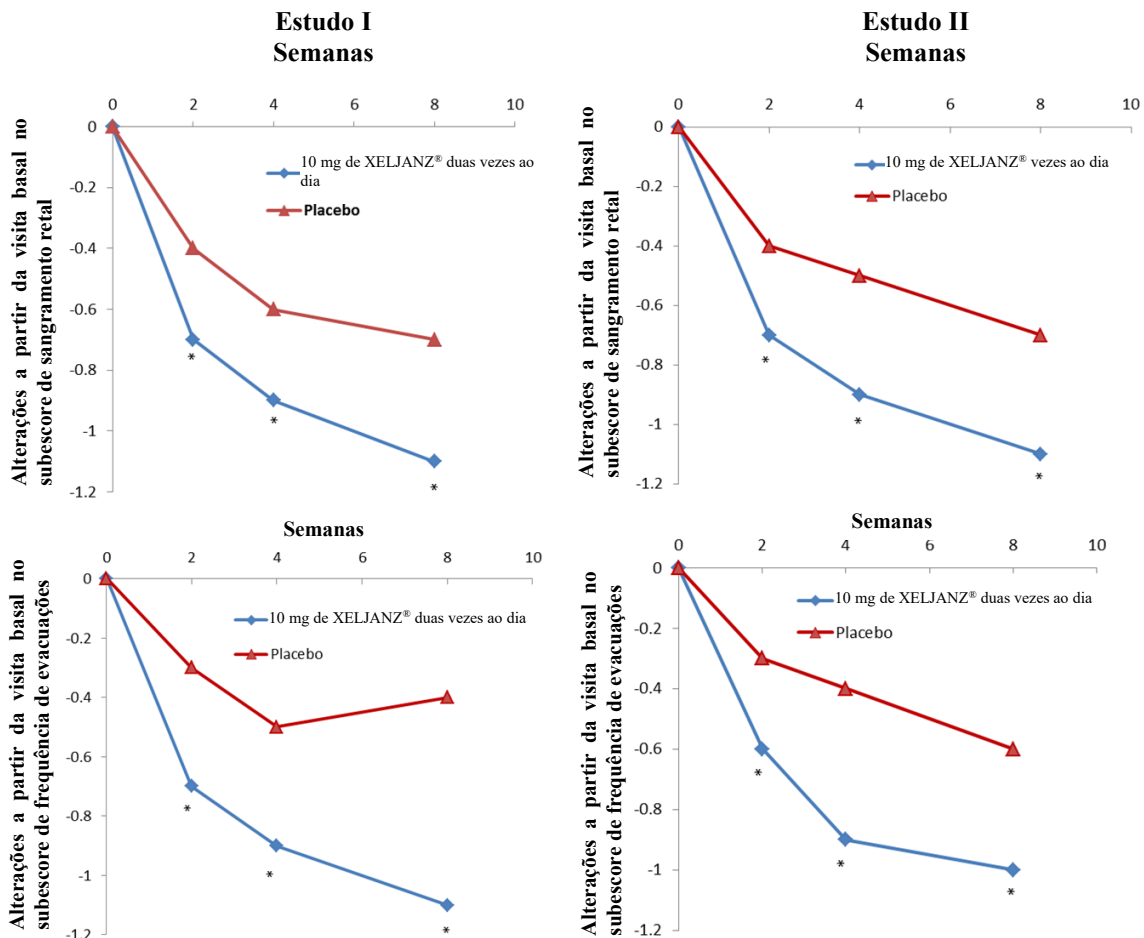 Estudo I
Semanas
0 2 4 6 8 10
0
-0.2
-0.4
-0.6
-0.8
-1
-1.2
Alterações a partir da visita basal no
subescore de sangramento retal
10 mg de XELJANZ® duas vezes ao
dia
Placebo
*
*
*
Estudo II
Semanas
0 2 4 6 8 10
0
-0.2
-0.4
-0.6
-0.8
-1
-1.2
Alterações a partir da visita basal no
subescore de sangramento retal
10 mg de XELJANZ® vezes ao dia
Placebo
*
*
*
Semanas
0 2 4 6 8 10
0
-0.2
-0.4
-0.6
-0.8
-1
-1.2
Alterações a partir da visita basal no
subescore de frequência de evacuações
10 mg de XELJANZ® duas vezes ao dia
Placebo
*
*
*
Semanas
0 2 4 6 8 10
0
-0.2
-0.4
-0.6
-0.8
-1
-1.2
Alterações a partir da visita basal no
subescore de frequência de evacuações
10 mg de XELJANZ® duas vezes ao dia
Placebo
*
*
*